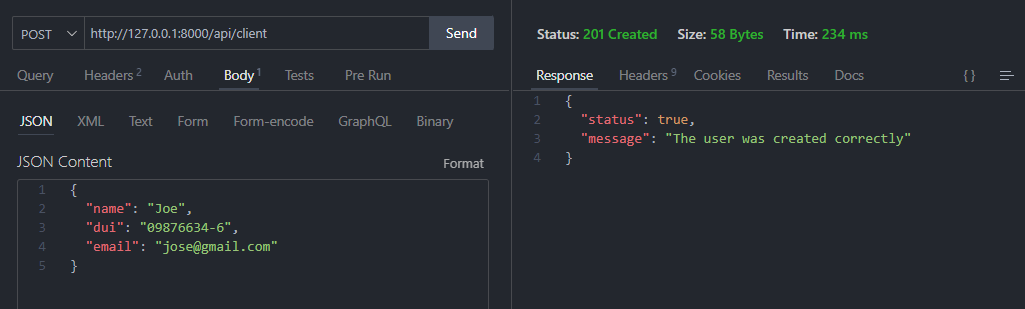 POST http://127.0.0.1:8000/api/client Send
Query Headers 2 Auth Body 1 Tests Pre Run
JSON XML Text Form Form-encode GraphQL Binary
JSON Content Format
1 {
2 "name": "Joe",
3 "dui": "09876634-6",
4 "email": "jose@gmail.com"
5 }
Status: 201 Created Size: 58 Bytes Time: 234 ms
Response Headers 9 Cookies Results Docs {}
1 {
2 "status": true,
3 "message": "The user was created correctly"
4 }